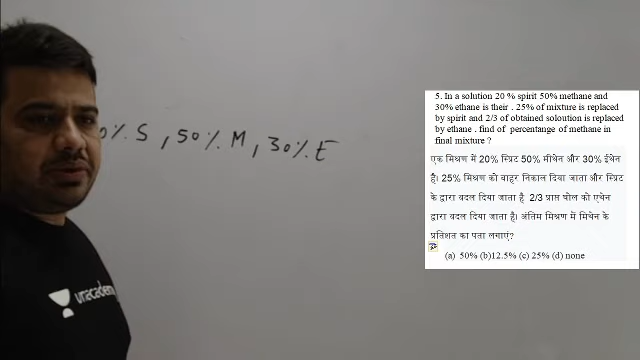 0%. S , 50%. M , 30%. E
5. In a solution 20 % spirit 50% methane and
30% ethane is their . 25% of mixture is replaced
by spirit and 2/3 of obtained soloution is replaced
by ethane . find of percentange of methane in
final mixture ?
एक मिश्रण में 20% स्प्रिट 50% मीथेन और 30% ईथेन
है। 25% मिश्रण को बाहर निकाल दिया जाता और स्प्रिट
के द्वारा बदल दिया जाता है 2/3 प्राप्त घोल को एथेन
द्वारा बदल दिया जाता है। अंतिम मिश्रण में मिथेन के
प्रतिशत का पता लगाएं?
(a) 50% (b)12.5% (c) 25% (d) none
unacadem